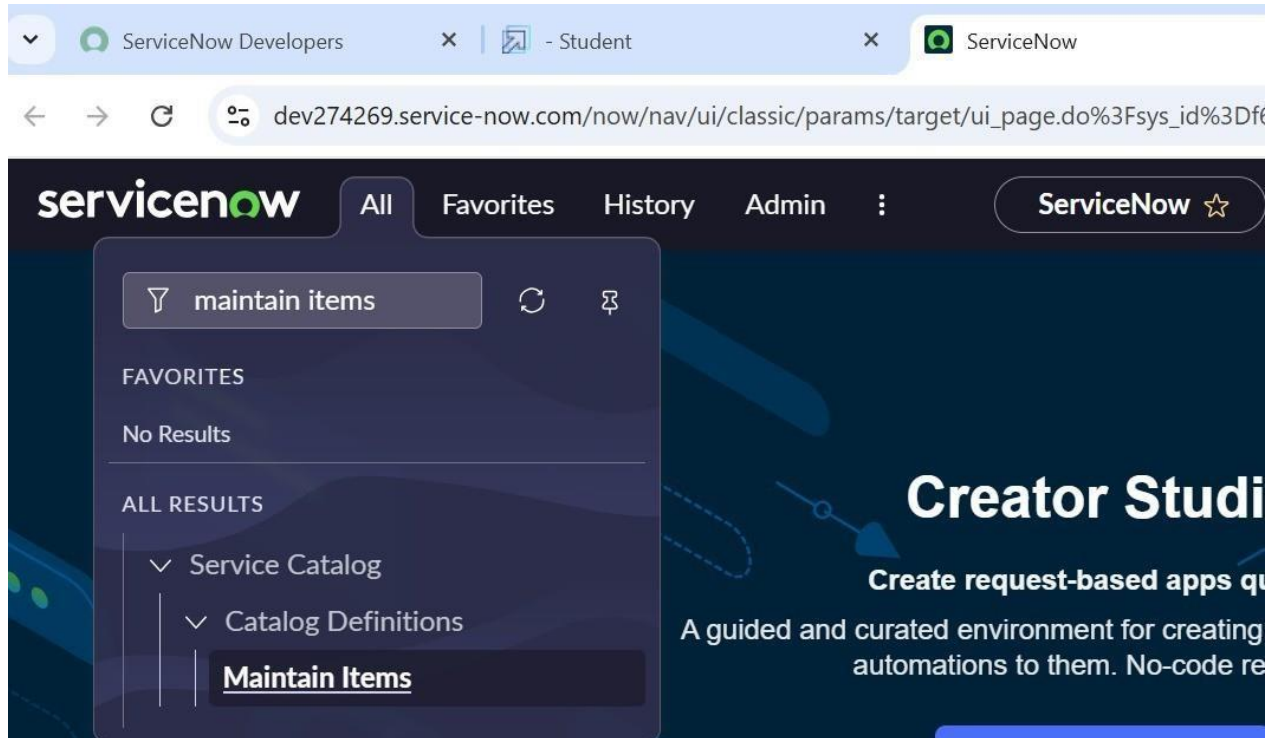 ServiceNow Developers - Student ServiceNow
dev274269.service-now.com/now/nav/ui/classic/params/target/ui_page.do%3Fsys_id%3Df6
servicenow All Favorites History Admin ServiceNow
maintain items
FAVORITES
No Results
ALL RESULTS
Service Catalog
Catalog Definitions
Maintain Items
Creator Studi
Create request-based apps qu
A guided and curated environment for creating
automations to them. No-code re